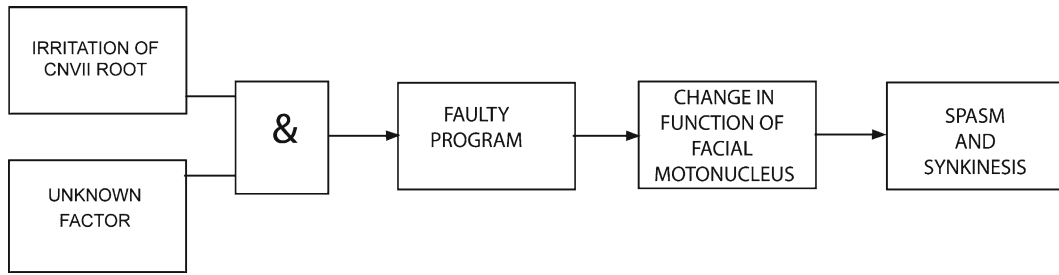 IRRITATION OF
CNVII ROOT
UNKNOWN
FACTOR
&
FAULTY
PROGRAM
CHANGE IN
FUNCTION OF
FACIAL
MOTONUCLEUS
SPASM
AND
SYNKINESIS